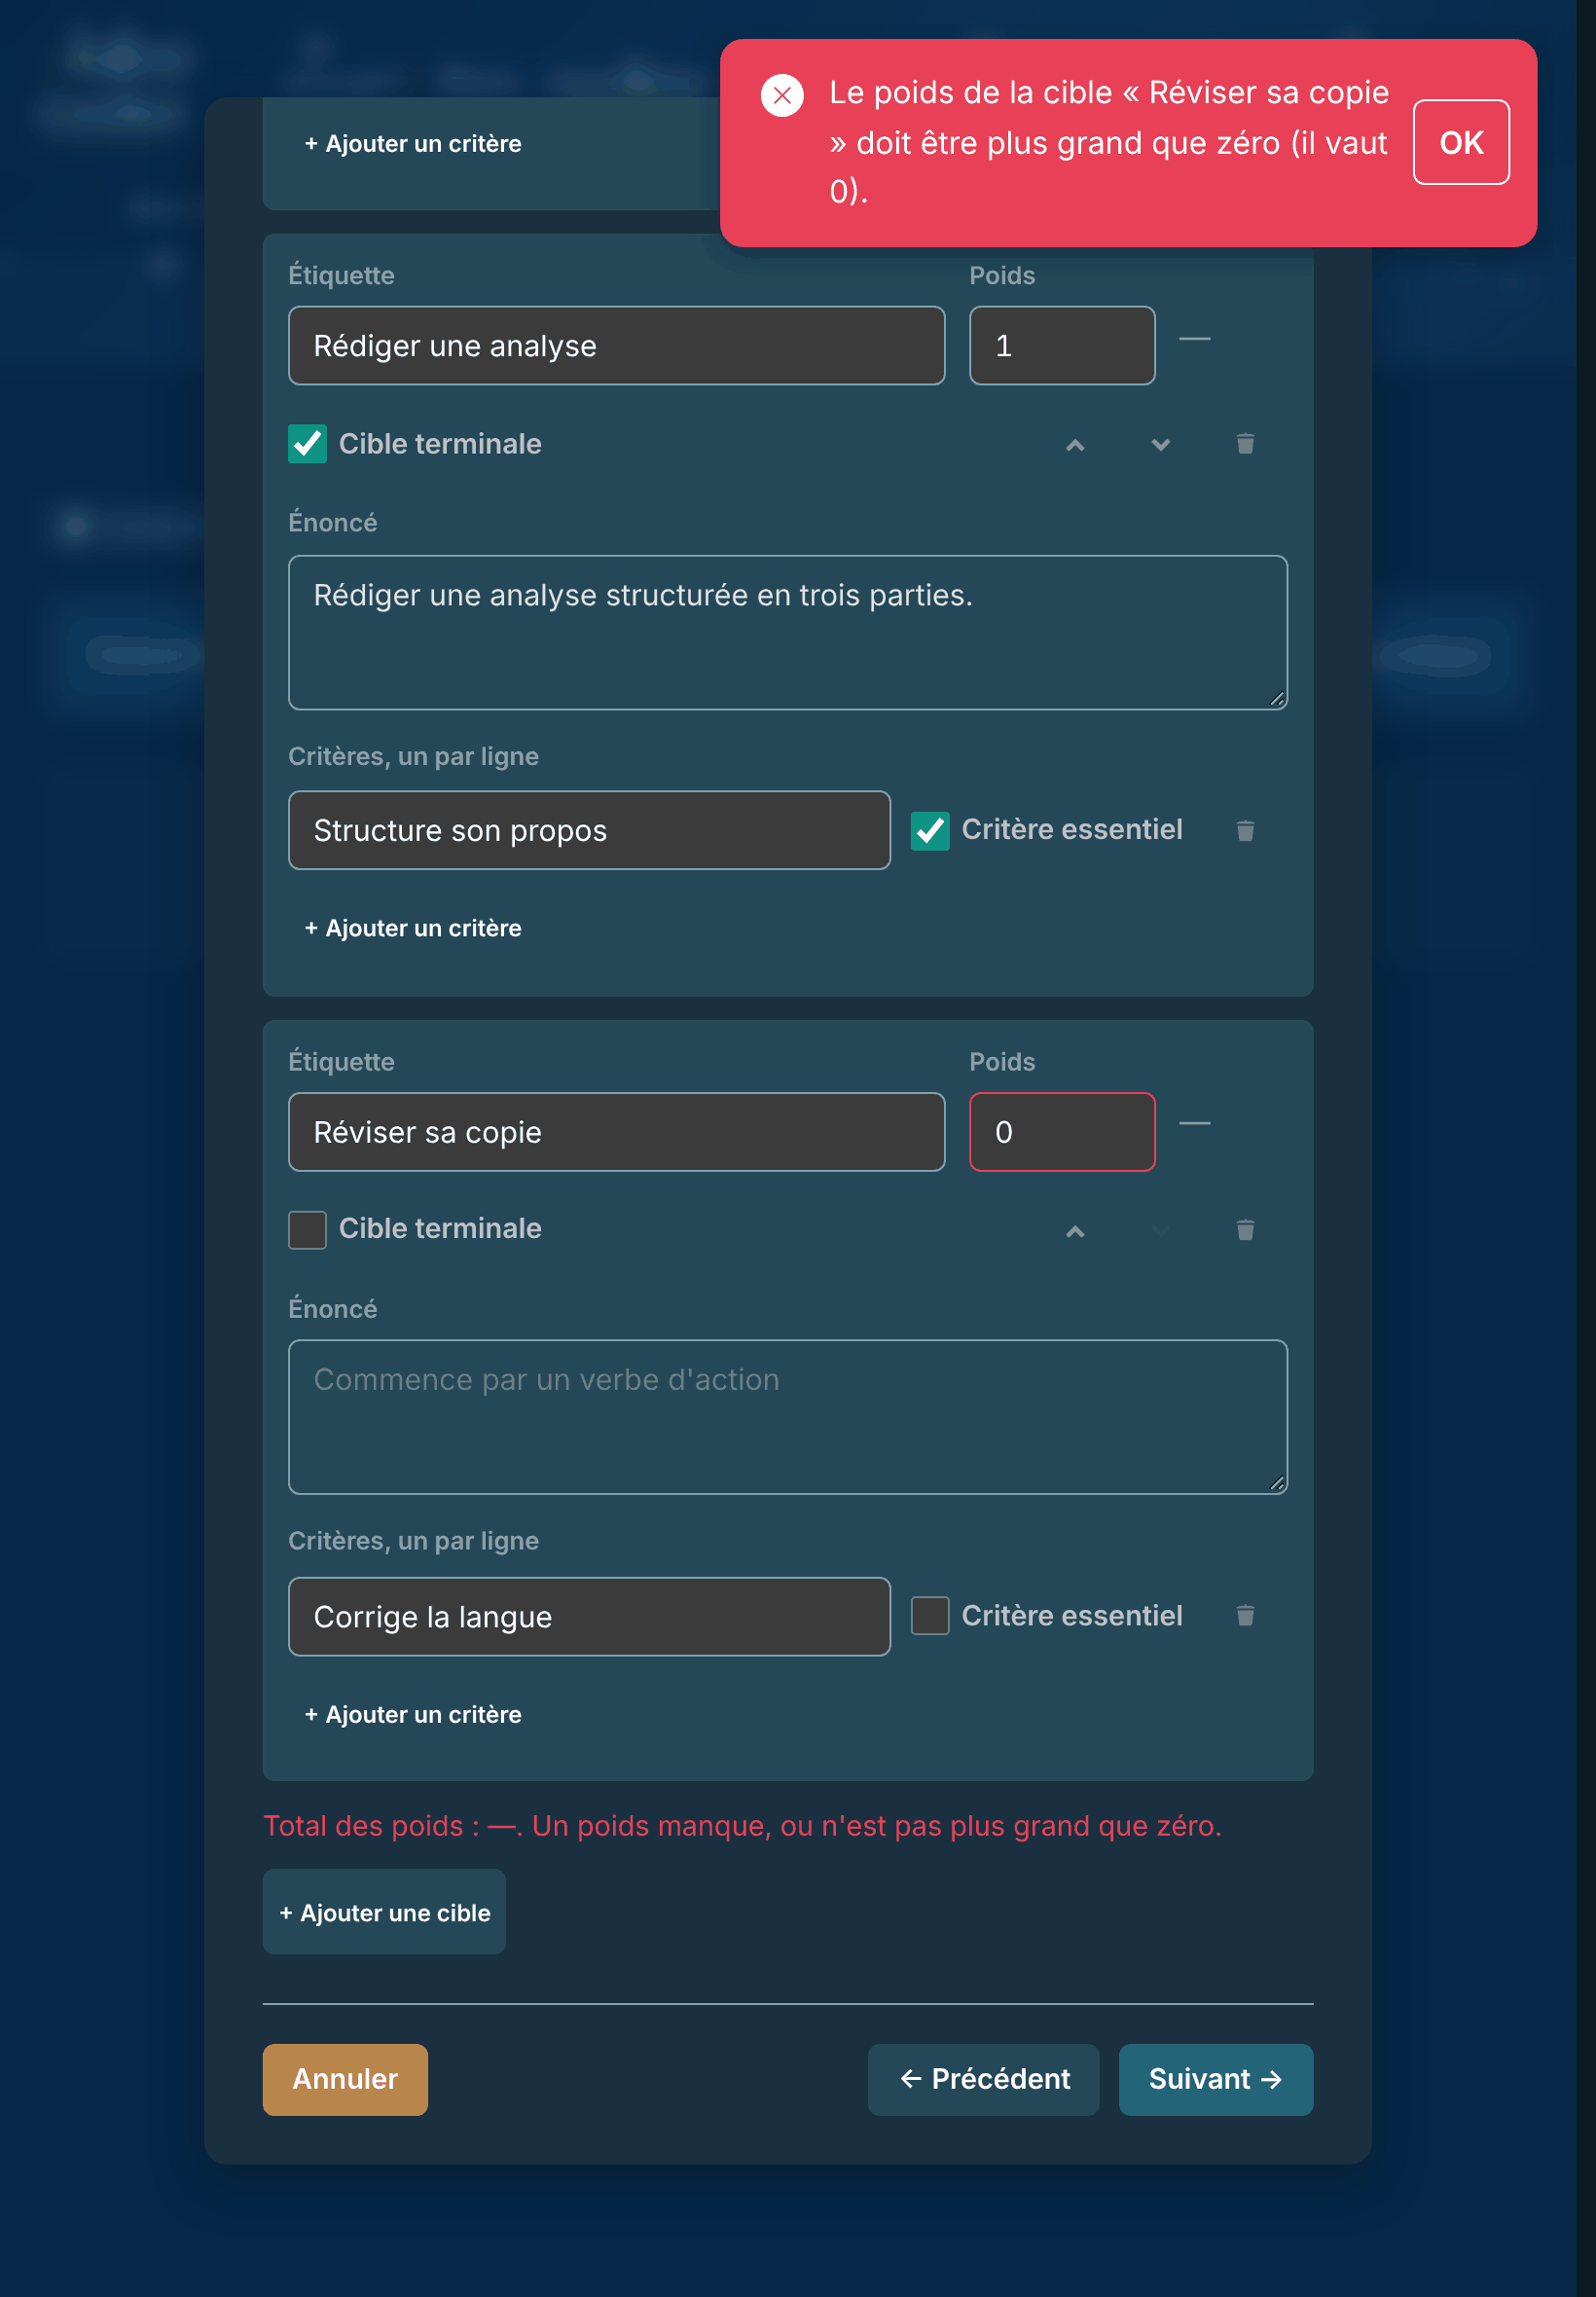 Le poids de la cible « Réviser sa copie
» doit être plus grand que zéro (il vaut
0).
OK
+ Ajouter un critère
Étiquette
Poids
Rédiger une analyse
1
—
Cible terminale
Énoncé
Rédiger une analyse structurée en trois parties.
Critères, un par ligne
Structure son propos
Critère essentiel
+ Ajouter un critère
Étiquette
Poids
Réviser sa copie
0
—
Cible terminale
Énoncé
Commence par un verbe d'action
Critères, un par ligne
Corrige la langue
Critère essentiel
+ Ajouter un critère
Total des poids : —. Un poids manque, ou n'est pas plus grand que zéro.
+ Ajouter une cible
Annuler
← Précédent
Suivant →